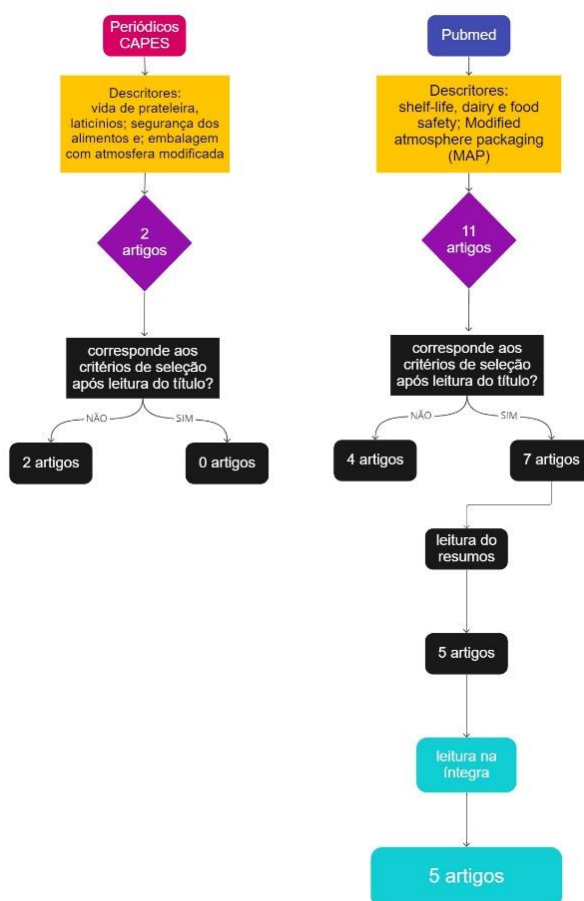 Periódicos
CAPES
Descritores:
vida de prateleira,
laticínios; segurança dos
alimentos e; embalagem
com atmosfera modificada
2
artigos
corresponde aos
critérios de seleção
após leitura do título?
NÃO
SIM
2 artigos
0 artigos
Pubmed
Descritores:
shelf-life, dairy e food
safety; Modified
atmosphere packaging
(MAP)
11
artigos
corresponde aos
critérios de seleção
após leitura do título?
NÃO
SIM
4 artigos
7 artigos
leitura do
resumos
5 artigos
leitura na
íntegra
5 artigos